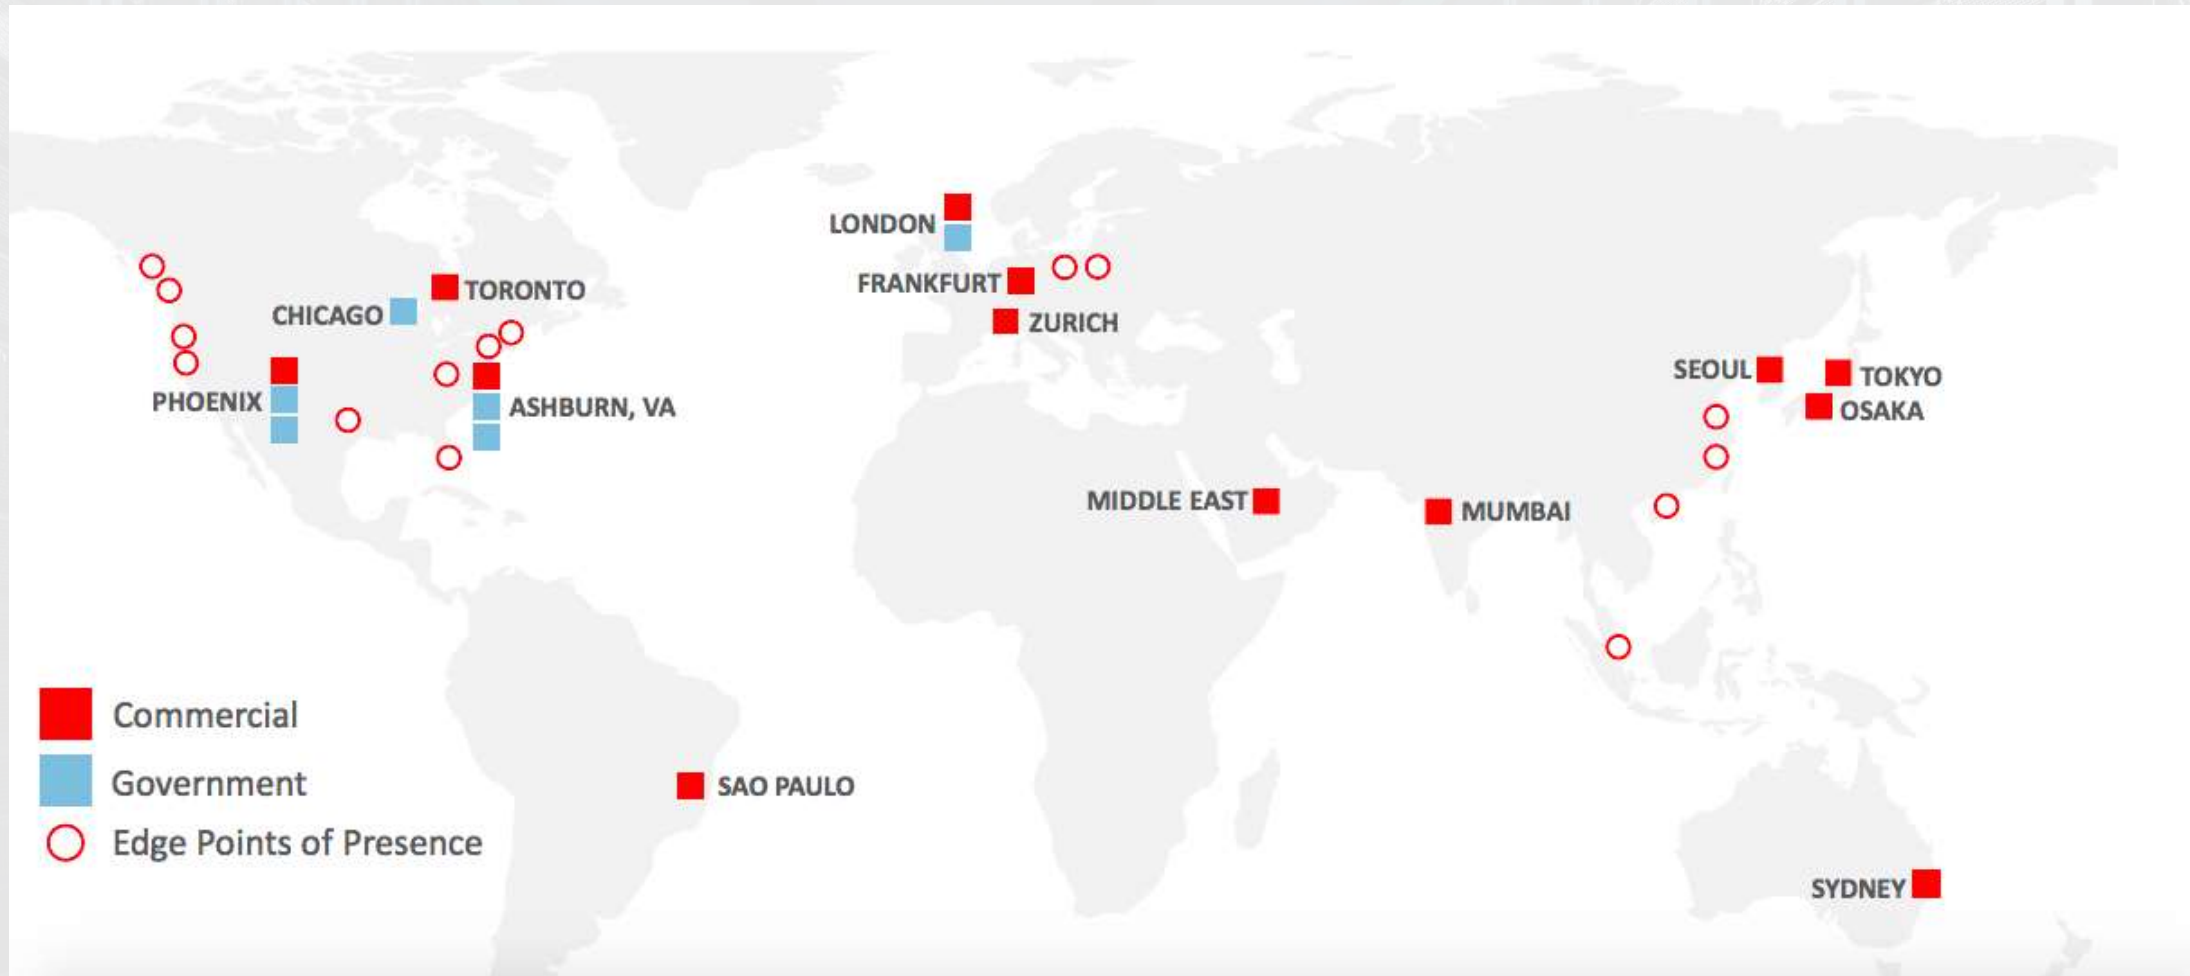 LONDON
FRANKFURT
ZURICH
TORONTO
CHICAGO
PHOENIX
ASHBURN, VA
SEOUL
TOKYO
OSAKA
MIDDLE EAST
MUMBAI
SAO PAULO
SYDNEY
Commercial
Government
Edge Points of Presence